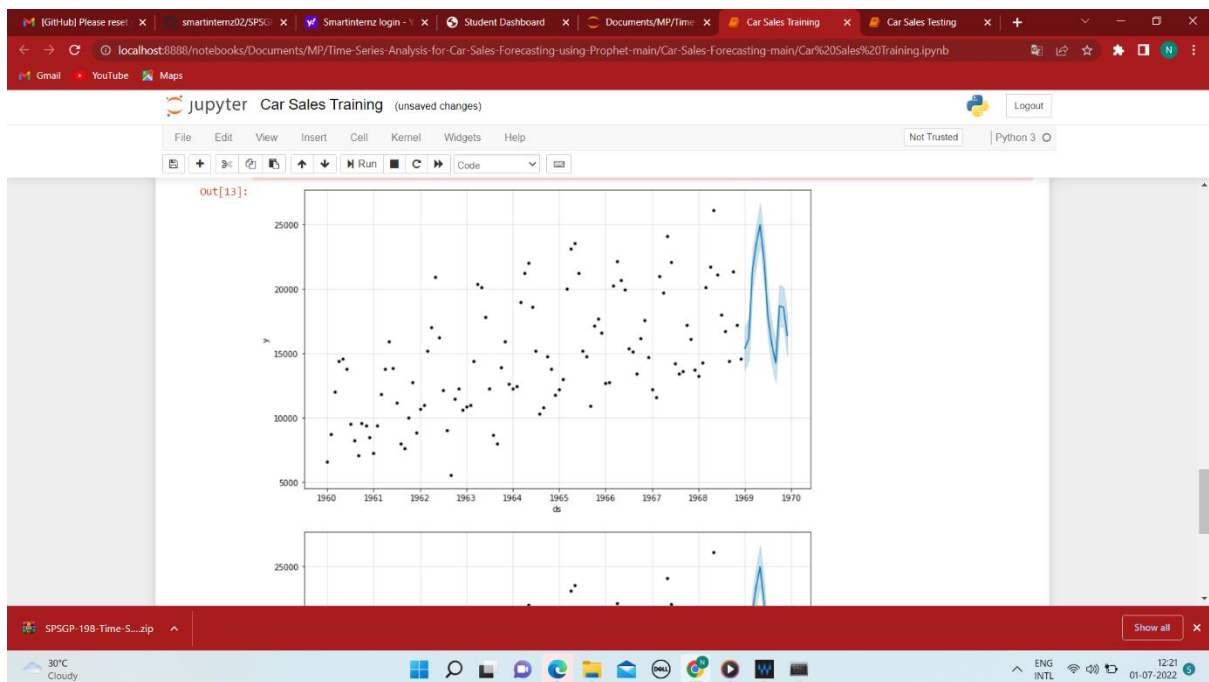 [GitHub] Please reset
smartinternz02/SPSG
Smartinternz login - Y
Student Dashboard
Documents/MP/Time
Car Sales Training
Car Sales Testing
localhost:8888/notebooks/Documents/MP/Time-Series-Analysis-for-Car-Sales-Forecasting-using-Prophet-main/Car-Sales-Forecasting-main/Car%20Sales%20Training.ipynb
N
Gmail YouTube Maps
jupyter Car Sales Training (unsaved changes)
Logout
File Edit View Insert Cell Kernel Widgets Help
Not Trusted Python 3
Run Code
Out[13]:
25000
20000
y
15000
10000
5000
1960 1961 1962 1963 1964 1965 1966 1967 1968 1969 1970
ds
25000
SPSGP-198-Time-S....zip
Show all
30°C
Cloudy
DELL
N
W
ENG
INTL
12:21
01-07-2022
5